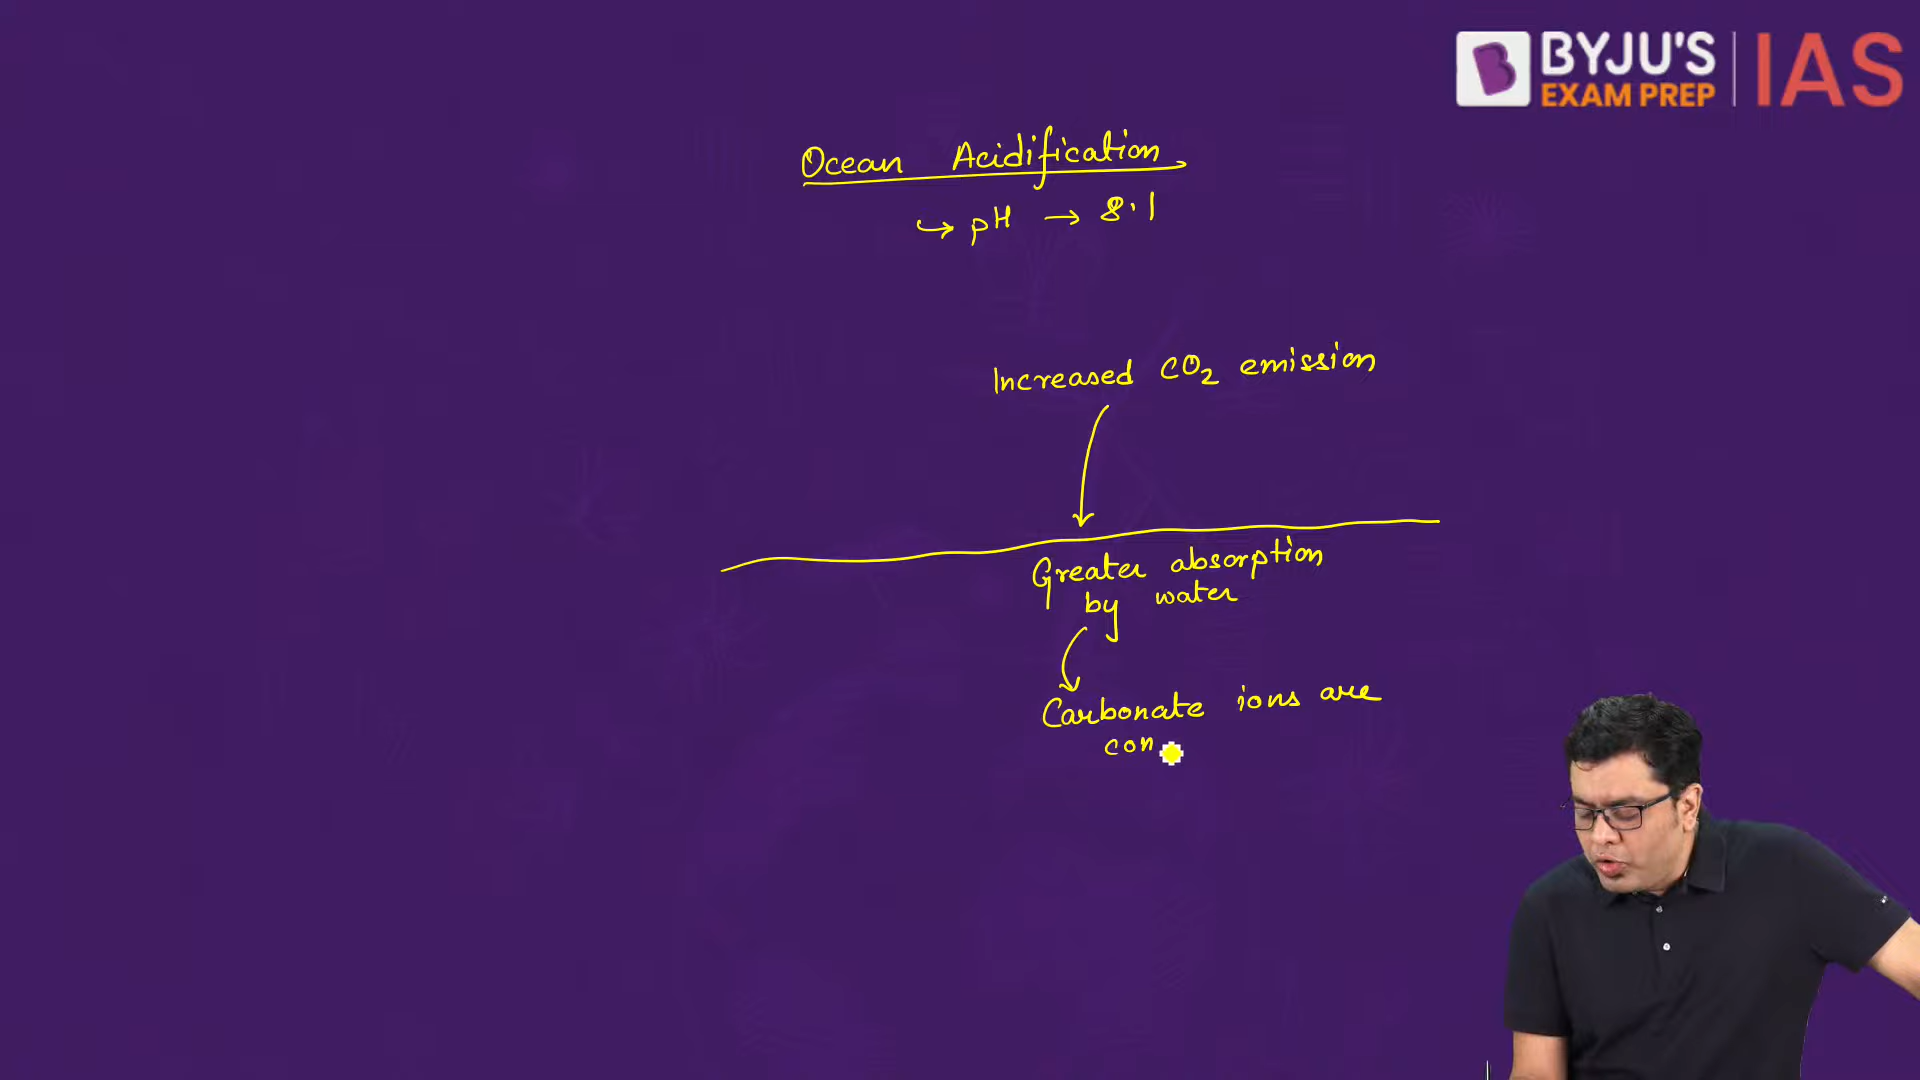 BYJU'S
EXAM PREP
IAS
Ocean Acidification
↪ pH → 8.1
Increased CO₂ emission
Greater absorption
by water
Carbonate ions are
con